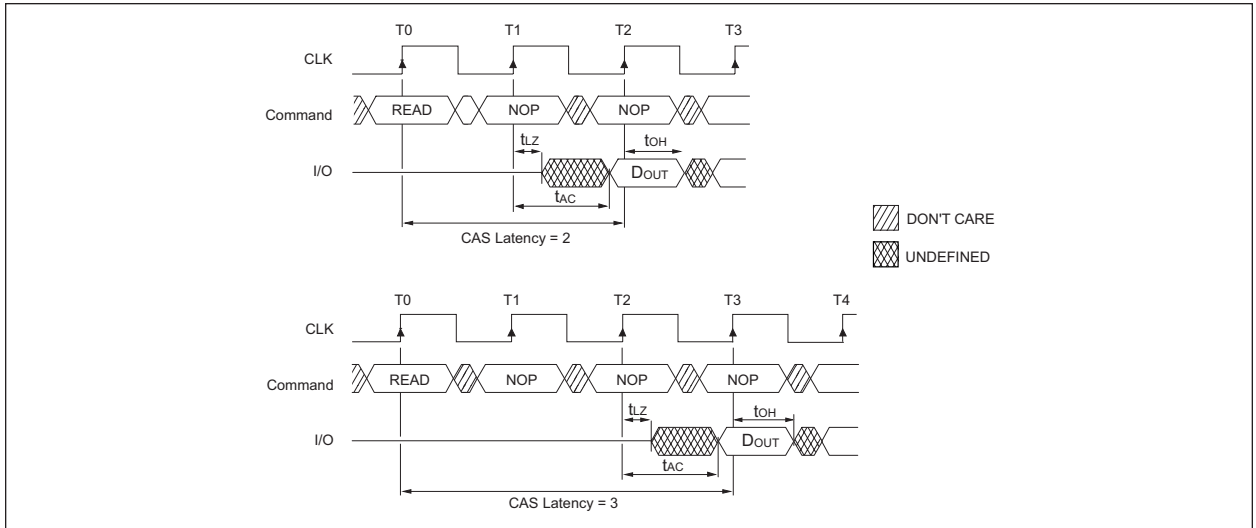 T0 T1 T2 T3
CLK
Command READ NOP NOP
tLZ tOH
I/O DOUT
tAC
CAS Latency = 2
DON'T CARE
UNDEFINED
T0 T1 T2 T3 T4
CLK
Command READ NOP NOP NOP
tLZ tOH
I/O DOUT
tAC
CAS Latency = 3